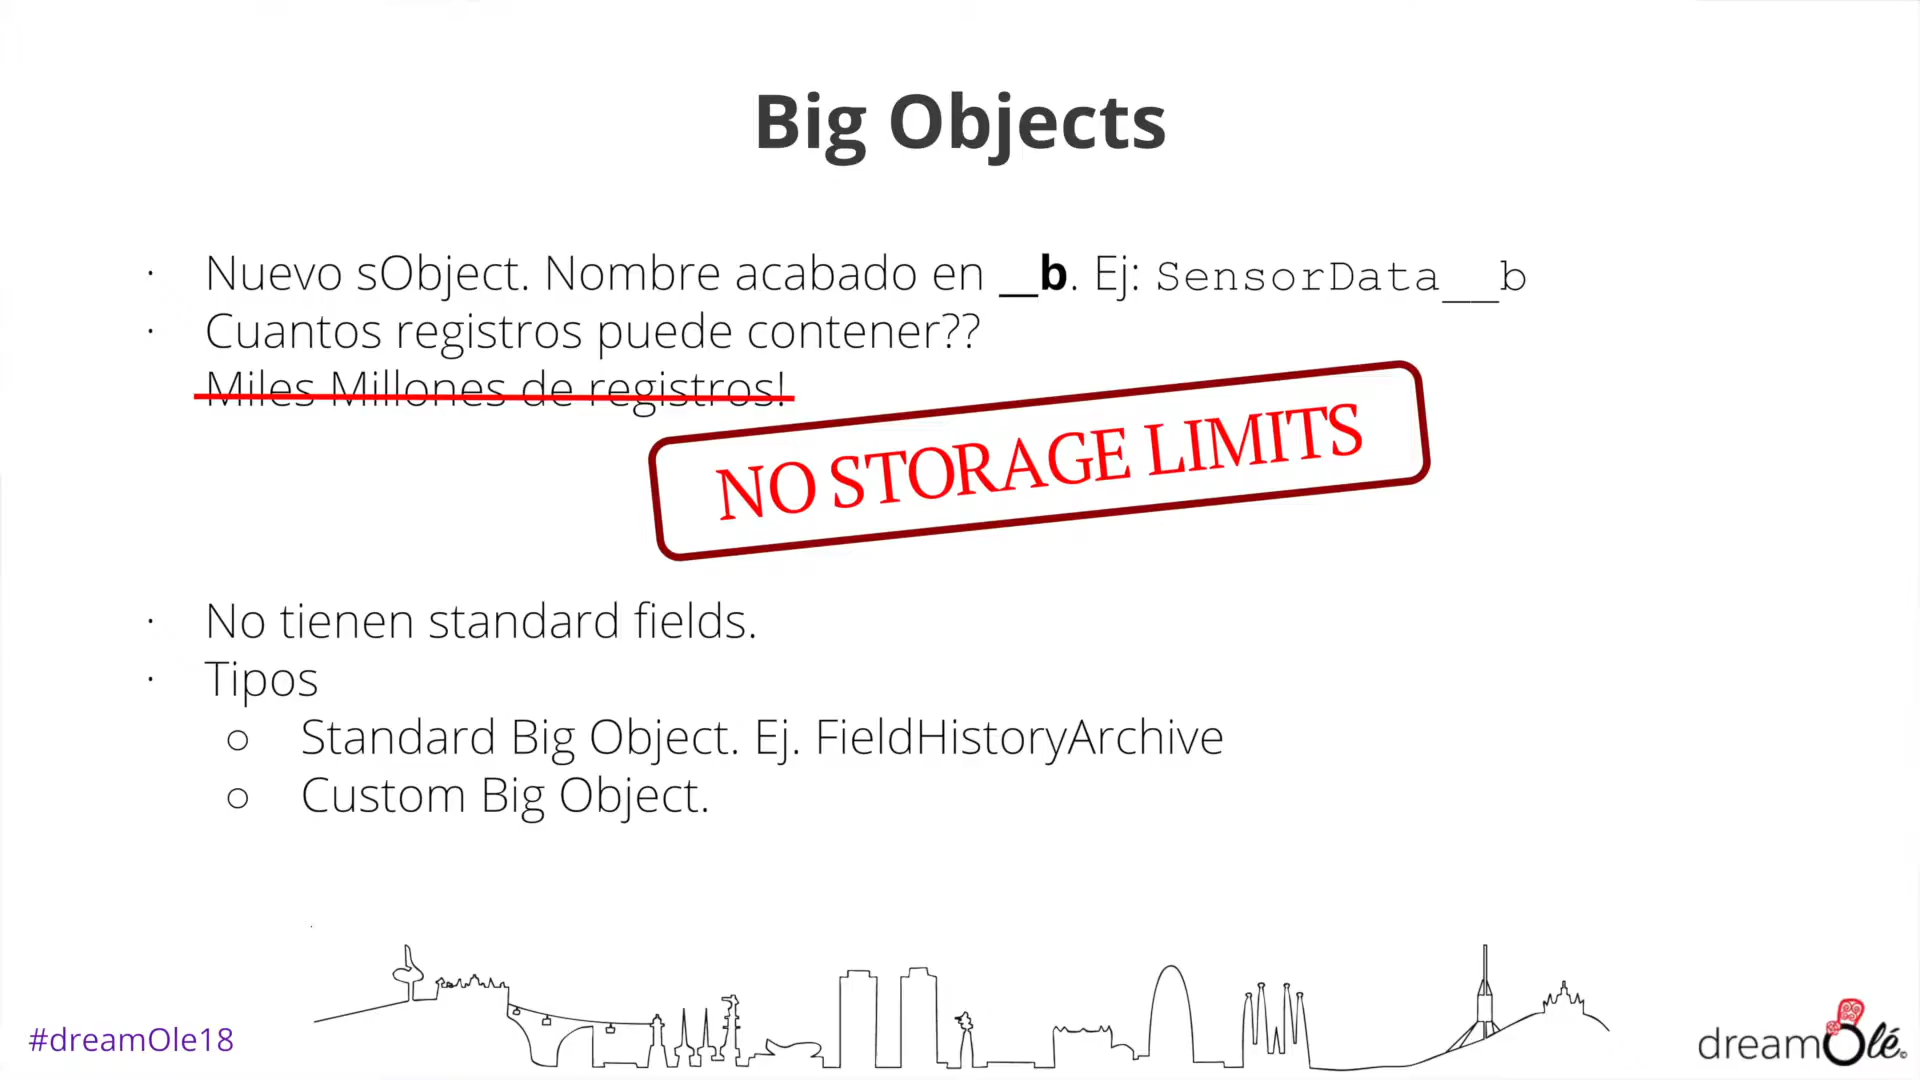 Big Objects
· Nuevo sObject. Nombre acabado en __b. Ej: SensorData__b
· Cuantos registros puede contener??
Miles Millones de registros!
NO STORAGE LIMITS
· No tienen standard fields.
· Tipos
○ Standard Big Object. Ej. FieldHistoryArchive
○ Custom Big Object.
#dreamOle18
dreamOlé©